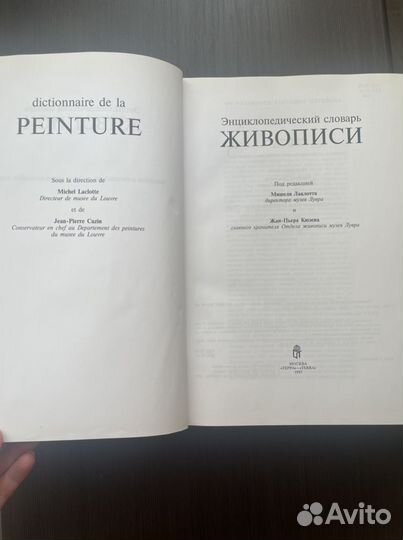 dictionnaire de la
PEINTURE
Sous la direction de
Michel Laclotte
Directeur de musée du Louvre
et de
Jean-Pierre Cuzin
Conservateur en chef au Département des peintures
du musée du Louvre
Энциклопедический словарь
ЖИВОПИСИ
Под редакцией
Мишеля Лаклотта
директора музея Лувра
и
Жан-Пьера Кюзена
главного хранителя Отдела живописи музея Лувра
МОСКВА
«ТЕРРА»—«TERRA»
1997
Avito